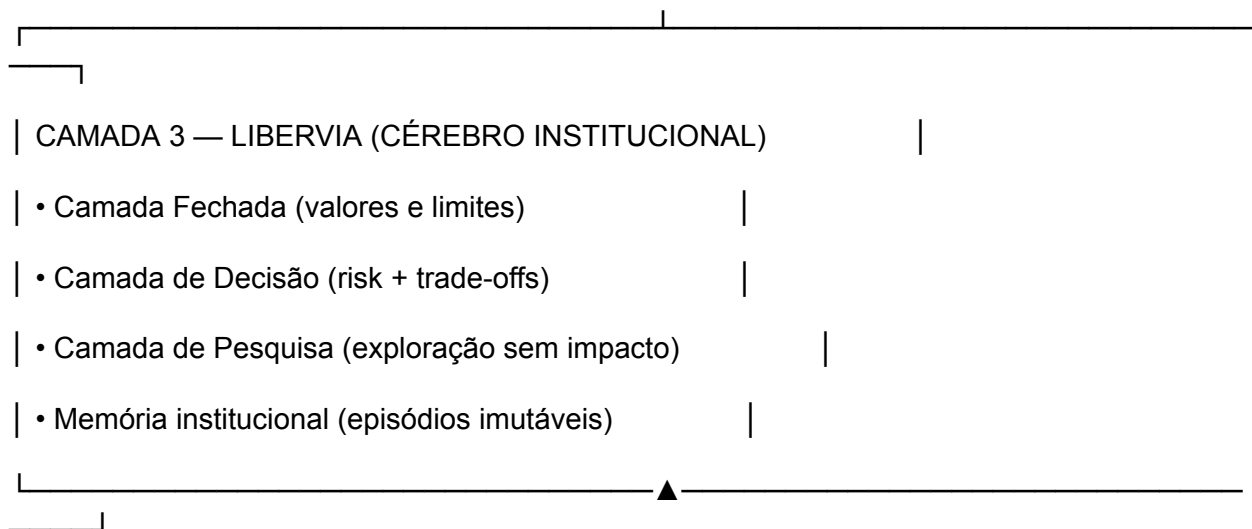 CAMADA 3 — LIBERVIA (CÉREBRO INSTITUCIONAL)
• Camada Fechada (valores e limites)
• Camada de Decisão (risk + trade-offs)
• Camada de Pesquisa (exploração sem impacto)
• Memória institucional (episódios imutáveis)